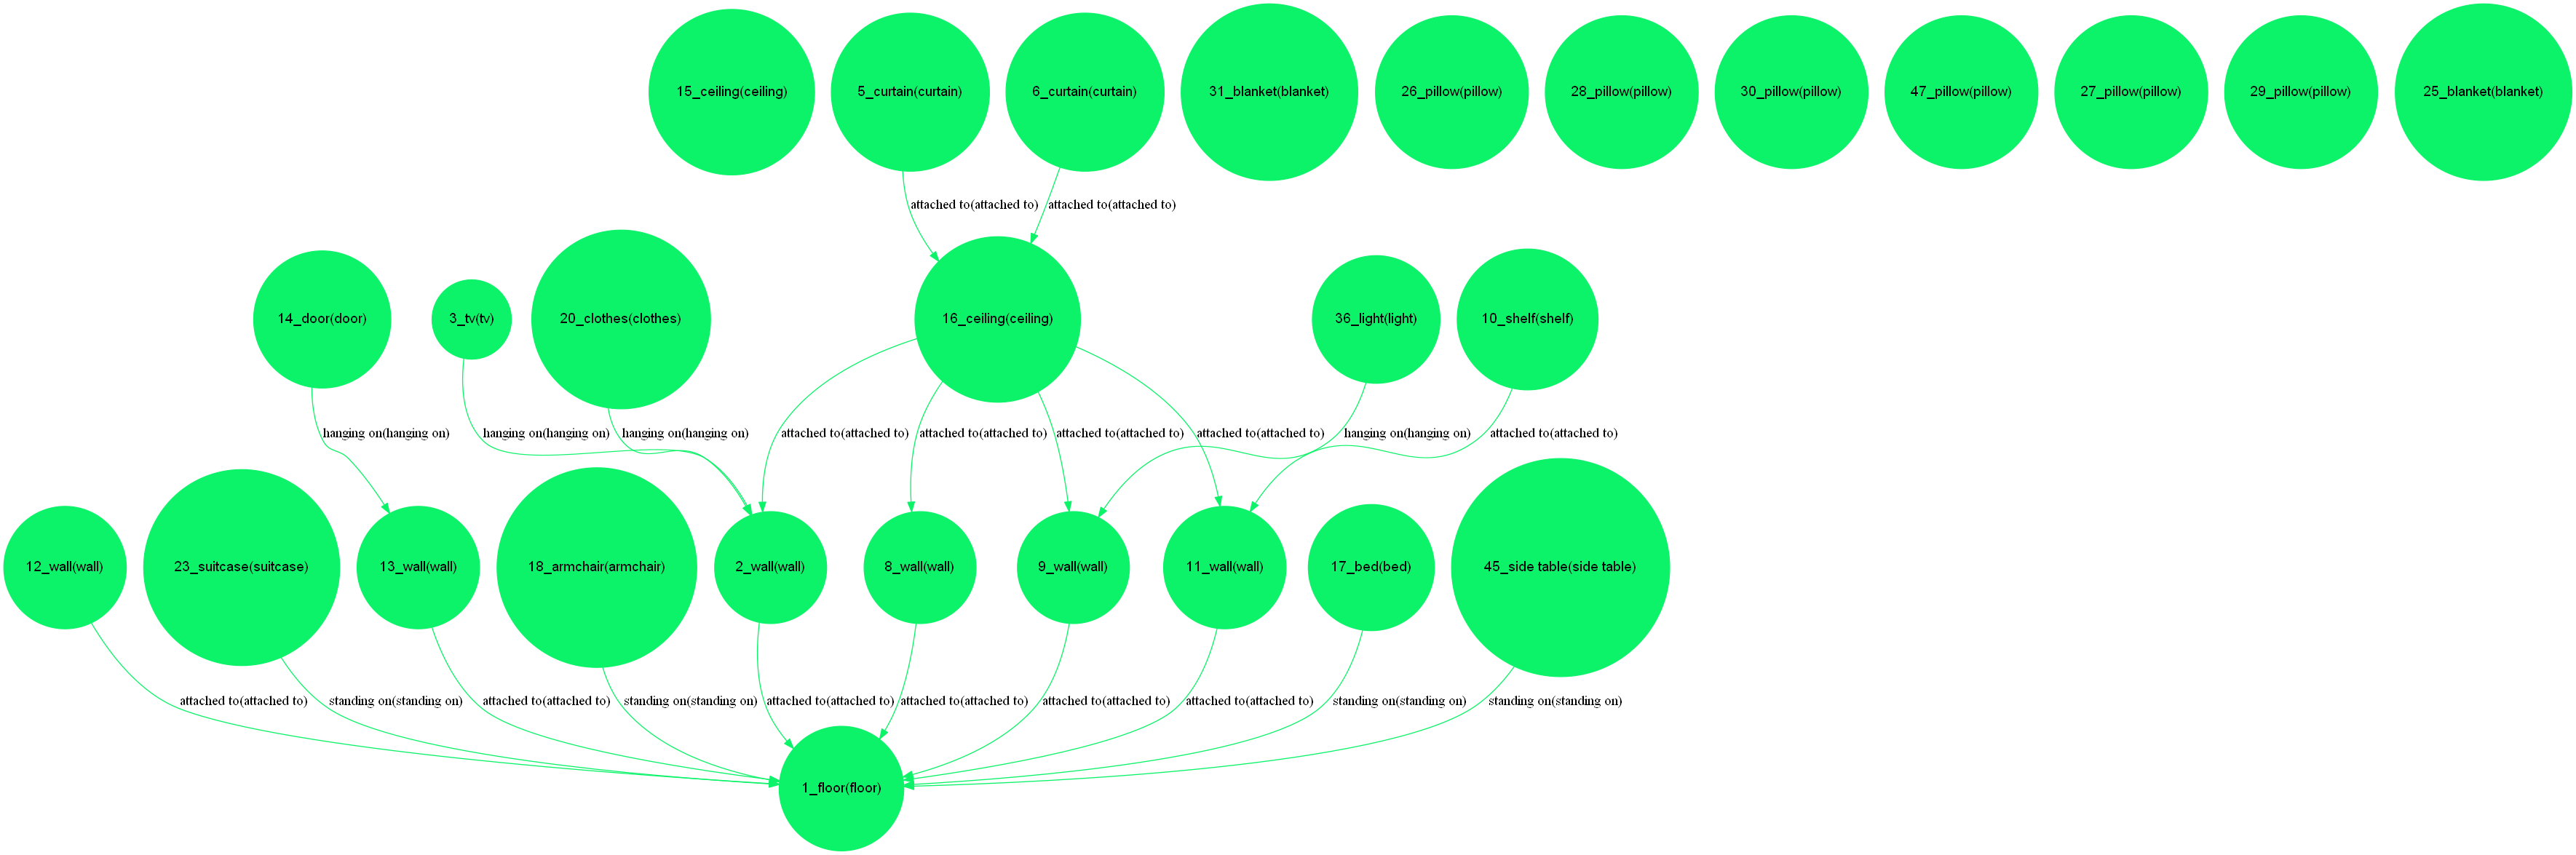 15_ceiling(ceiling)
5_curtain(curtain)
6_curtain(curtain)
31_blanket(blanket)
26_pillow(pillow)
28_pillow(pillow)
30_pillow(pillow)
47_pillow(pillow)
27_pillow(pillow)
29_pillow(pillow)
25_blanket(blanket)
attached to(attached to)
attached to(attached to)
14_door(door)
3_tv(tv)
20_clothes(clothes)
16_ceiling(ceiling)
36_light(light)
10_shelf(shelf)
hanging on(hanging on)
hanging on(hanging on)
hanging on(hanging on)
attached to(attached to)
attached to(attached to)
attached to(attached to)
attached to(attached to)
hanging on(hanging on)
attached to(attached to)
12_wall(wall)
23_suitcase(suitcase)
13_wall(wall)
18_armchair(armchair)
2_wall(wall)
8_wall(wall)
9_wall(wall)
11_wall(wall)
17_bed(bed)
45_side table(side table)
attached to(attached to)
standing on(standing on)
attached to(attached to)
standing on(standing on)
attached to(attached to)
attached to(attached to)
attached to(attached to)
attached to(attached to)
standing on(standing on)
standing on(standing on)
1_floor(floor)